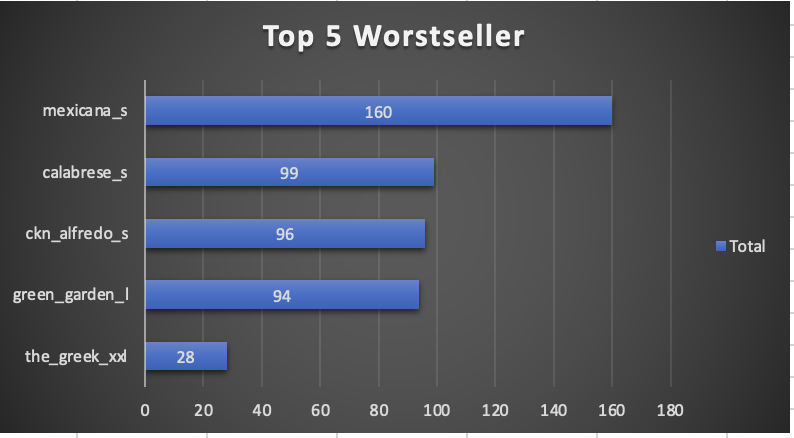 Top 5 Worstseller
mexicana_s
160
calabrese_s
99
ckn_alfredo_s
96
green_garden_l
94
the_greek_xxl
28
Total
0 20 40 60 80 100 120 140 160 180